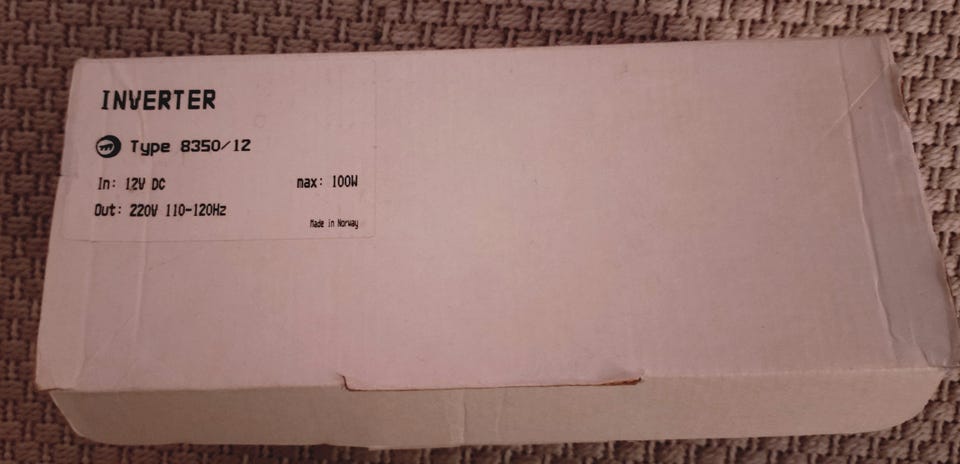 INVERTER
Type 8350/12
In: 12V DC max: 100W
Out: 220V 110-120Hz
Made in Norway